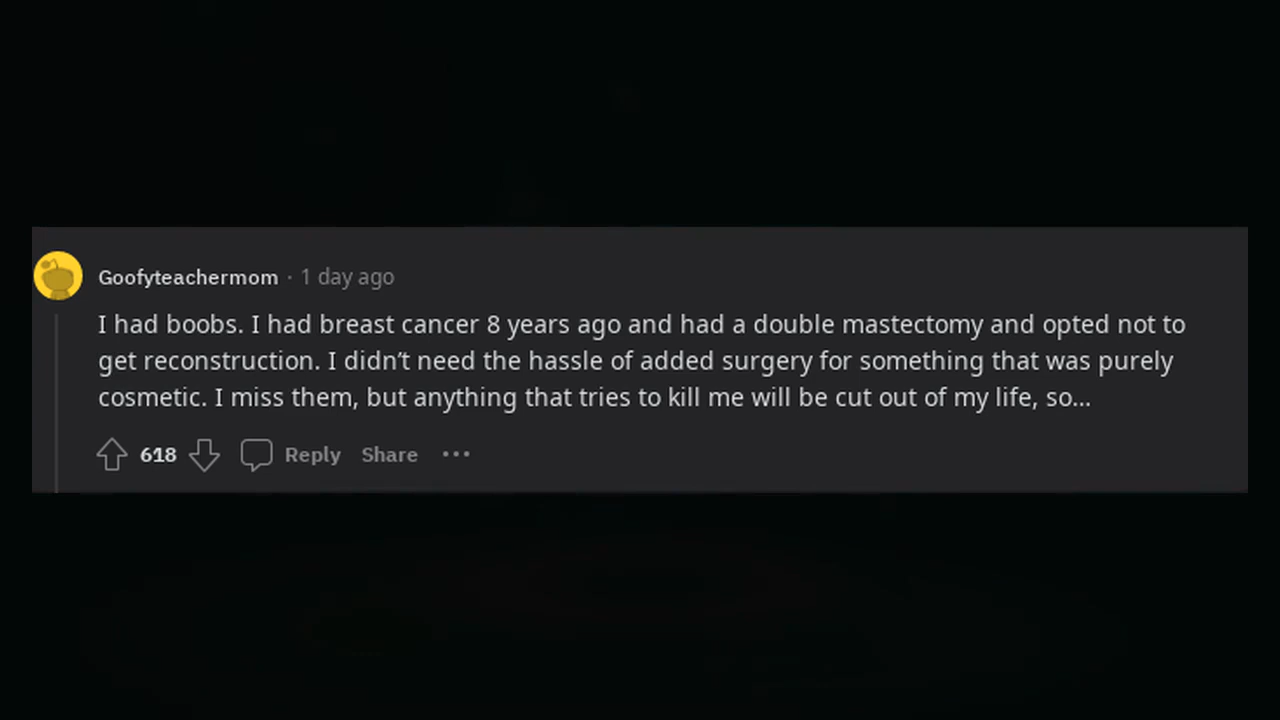 Goofyteachermom · 1 day ago
I had boobs. I had breast cancer 8 years ago and had a double mastectomy and opted not to
get reconstruction. I didn’t need the hassle of added surgery for something that was purely
cosmetic. I miss them, but anything that tries to kill me will be cut out of my life, so...
618 Reply Share ···